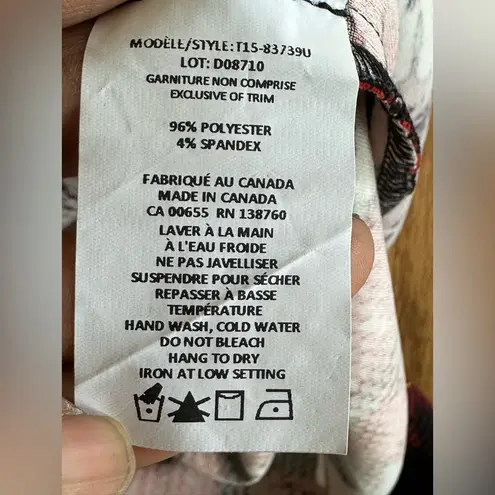 MODÈLE/STYLE: T15-83739U
LOT: D08710
GARNITURE NON COMPRISE
EXCLUSIVE OF TRIM
96% POLYESTER
4% SPANDEX
FABRIQUÉ AU CANADA
MADE IN CANADA
CA 00655 RN 138760
LAVER À LA MAIN
À L'EAU FROIDE
NE PAS JAVELLISER
SUSPENDRE POUR SÉCHER
REPASSER À BASSE
TEMPÉRATURE
HAND WASH, COLD WATER
DO NOT BLEACH
HANG TO DRY
IRON AT LOW SETTING